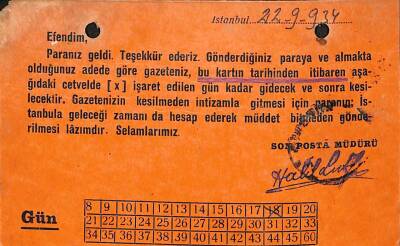 Istanbul 22-9-934
Efendim,
Paranız geldi. Teşekkür ederiz. Gönderdiğiniz paraya ve almakta
olduğunuz adede göre gazeteniz, bu kartın tarihinden itibaren aşa-
ğıdaki cetvelde [x] işaret edilen gün kadar gidecek ve sonra kesi-
lecektir. Gazetenizin kesilmeden intizamla gitmesi için paranın: İs-
tanbula geleceği zamanı da hesap ederek müddet bitmeden gönde
rilmesi lâzımdır. Selamlarımız.
SON POSTA MÜDÜRÜ
Gün
8 9 10 11 12 13 14 15 16 17 18 19 20
21 22 23 24 25 26 27 28 29 30 31 32 33
34 35 36 37 38 39 40 41 42 43 44 45 60